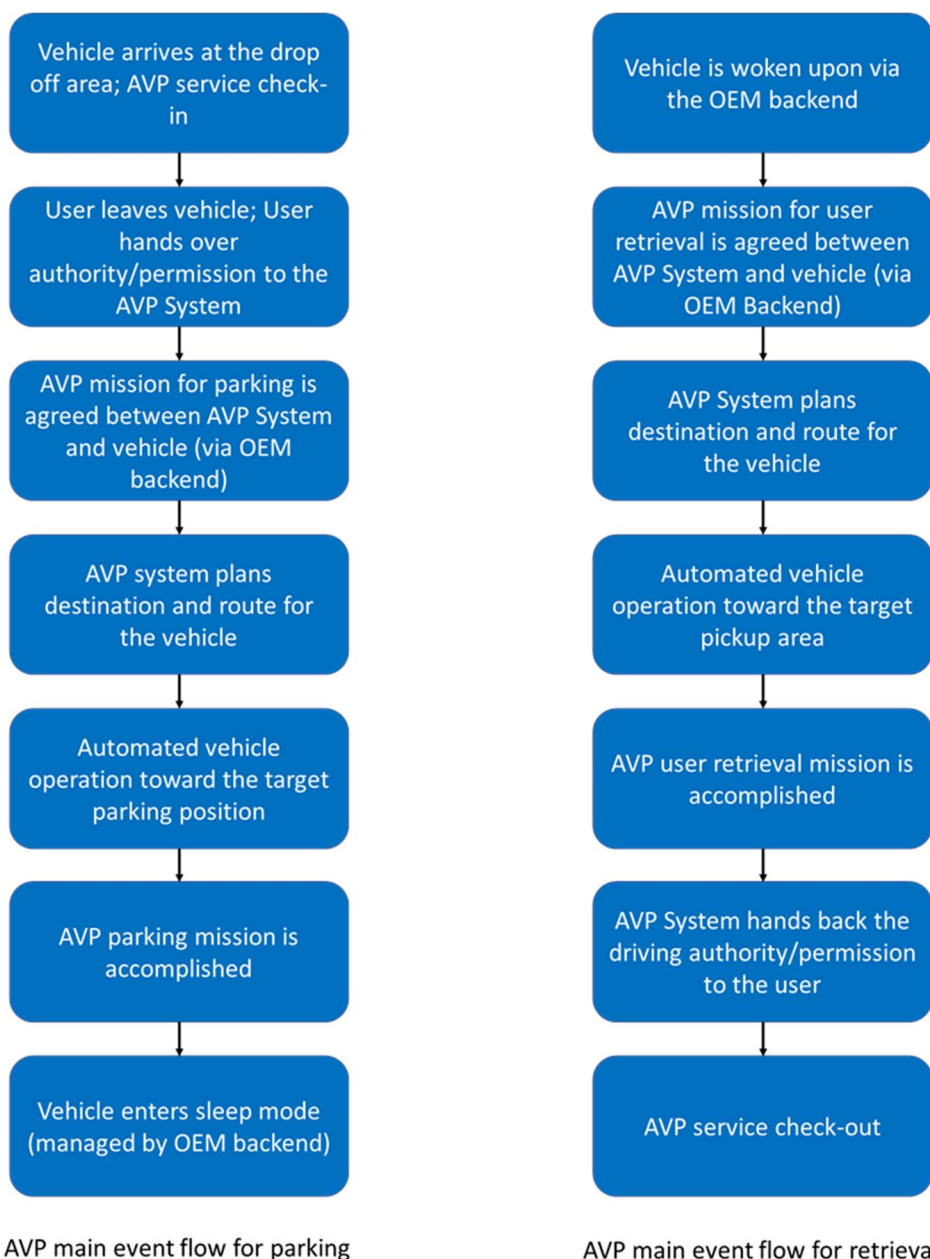 Vehicle arrives at the drop
off area; AVP service check-
in
User leaves vehicle; User
hands over
authority/permission to the
AVP System
AVP mission for parking is
agreed between AVP System
and vehicle (via OEM
backend)
AVP system plans
destination and route for
the vehicle
Automated vehicle
operation toward the target
parking position
AVP parking mission is
accomplished
Vehicle enters sleep mode
(managed by OEM backend)
AVP main event flow for parking
Vehicle is woken upon via
the OEM backend
AVP mission for user
retrieval is agreed between
AVP System and vehicle (via
OEM Backend)
AVP System plans
destination and route for
the vehicle
Automated vehicle
operation toward the target
pickup area
AVP user retrieval mission is
accomplished
AVP System hands back the
driving authority/permission
to the user
AVP service check-out
AVP main event flow for retrieva